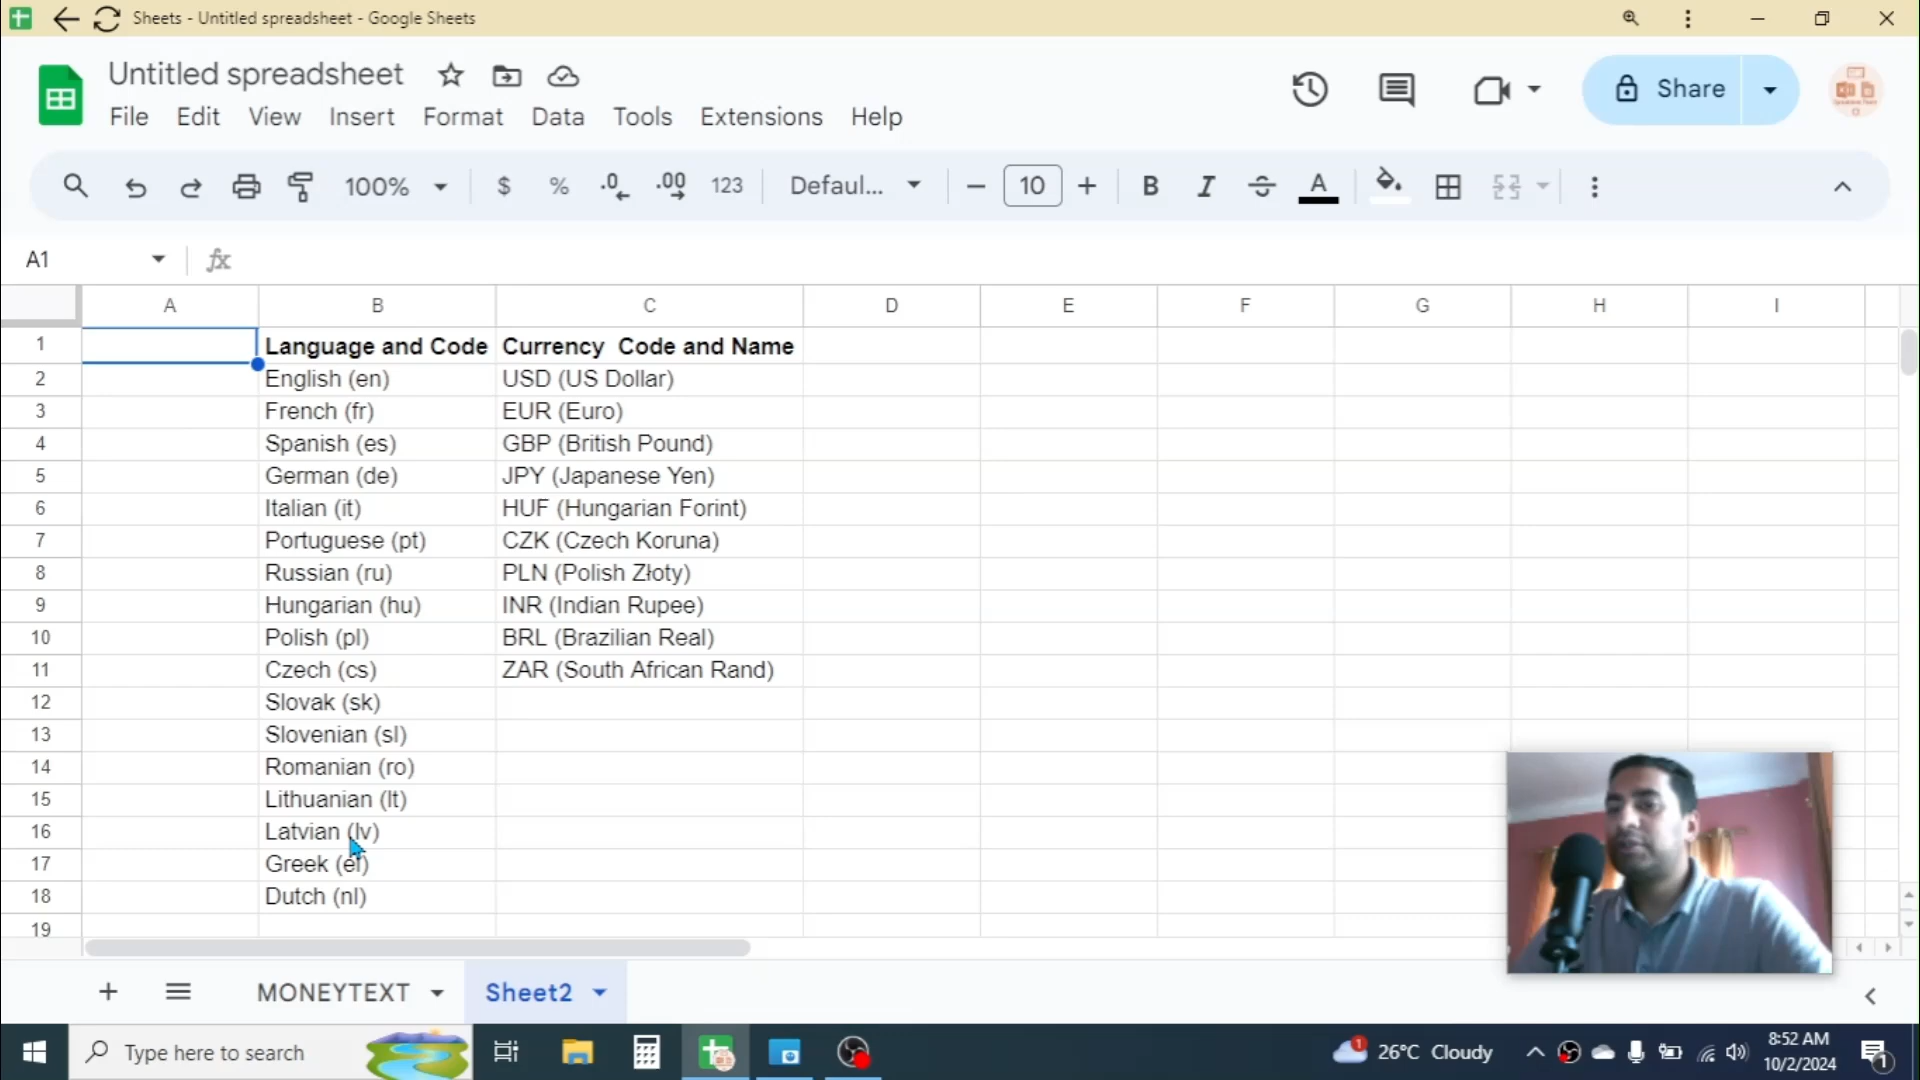 Sheets - Untitled spreadsheet - Google Sheets
Untitled spreadsheet
File Edit View Insert Format Data Tools Extensions Help
Share
100% $ % .0 .00 123 Defaul... 10 B I A
A1 fx
A B C D E F G H I
1 Language and Code Currency Code and Name
2 English (en) USD (US Dollar)
3 French (fr) EUR (Euro)
4 Spanish (es) GBP (British Pound)
5 German (de) JPY (Japanese Yen)
6 Italian (it) HUF (Hungarian Forint)
7 Portuguese (pt) CZK (Czech Koruna)
8 Russian (ru) PLN (Polish Złoty)
9 Hungarian (hu) INR (Indian Rupee)
10 Polish (pl) BRL (Brazilian Real)
11 Czech (cs) ZAR (South African Rand)
12 Slovak (sk)
13 Slovenian (sl)
14 Romanian (ro)
15 Lithuanian (lt)
16 Latvian (lv)
17 Greek (el)
18 Dutch (nl)
19
MONEYTEXT Sheet2
Type here to search
1 26°C Cloudy
8:52 AM
10/2/2024
1